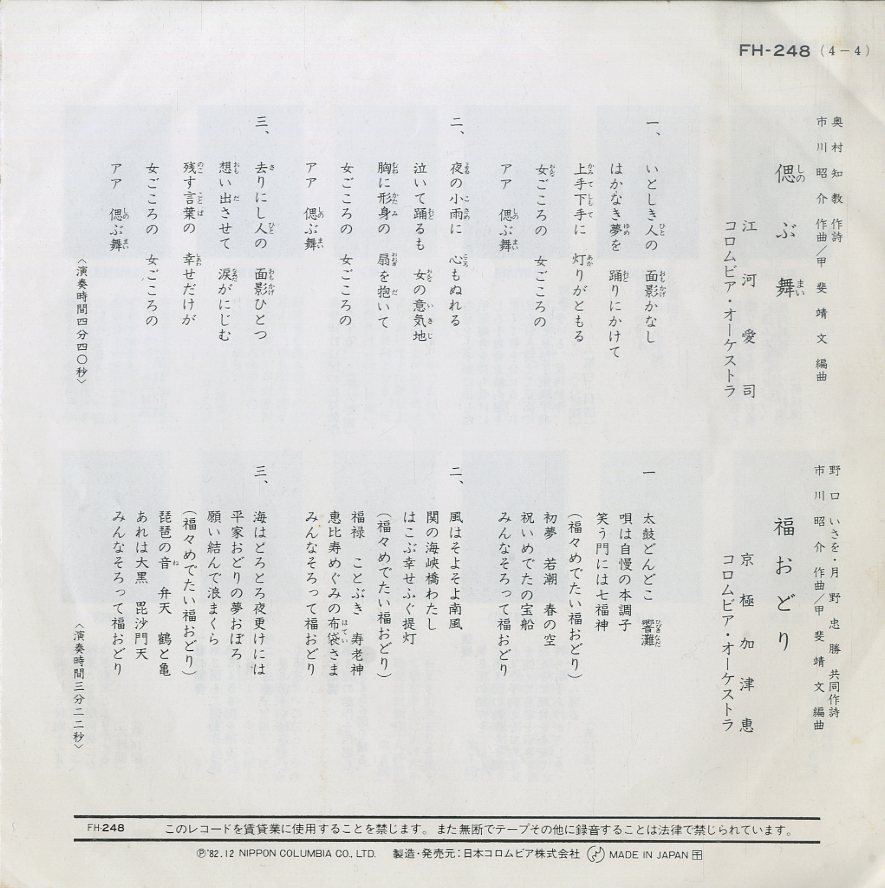 FH-248 (4-4)
奥村知教 作詩
市川昭介 作曲/甲斐靖文 編曲
偲ぶ舞
江河愛司
コロムビア・オーケストラ
一、
いとしき人の 面影かなし
はかなき夢を 踊りにかけて
上手下手に 灯りがともる
女ごころの 女ごころの
アア 偲ぶ舞
二、
夜の小雨に 心もぬれる
泣いて踊るも 女の意気地
胸に形身の 扇を抱いて
女ごころの 女ごころの
アア 偲ぶ舞
三、
去りにし人の 面影ひとつ
想い出させて 涙がにじむ
残す言葉の 幸せだけが
女ごころの 女ごころの
アア 偲ぶ舞
〈演奏時間四分四〇秒〉
野口いさを・月野忠勝 共同作詩
市川昭介 作曲/甲斐靖文 編曲
福おどり
京極加津恵
コロムビア・オーケストラ
一
太鼓どんどこ 響灘
唄は自慢の本調子
笑う門には七福神
(福々めでたい福おどり)
初夢 若潮 春の空
祝いめでたの宝船
みんなそろって福おどり
二、
風はそよそよ南風
関の海峡橋わたし
はこぶ幸せふぐ提灯
(福々めでたい福おどり)
福禄 ことぶき 寿老神
恵比寿めぐみの布袋さま
みんなそろって福おどり
三、
海はとろとろ夜更けには
平家おどりの夢おぼろ
願い結んで浪まくら
(福々めでたい福おどり)
琵琶の音 弁天 鶴と亀
あれは大黒 毘沙門天
みんなそろって福おどり
〈演奏時間三分二二秒〉
FH-248 このレコードを賃貸業に使用することを禁じます。また無断でテープその他に録音することは法律で禁じられています。
Ⓟ'82.12 NIPPON COLUMBIA CO., LTD. 製造・発売元:日本コロムビア株式会社 MADE IN JAPAN